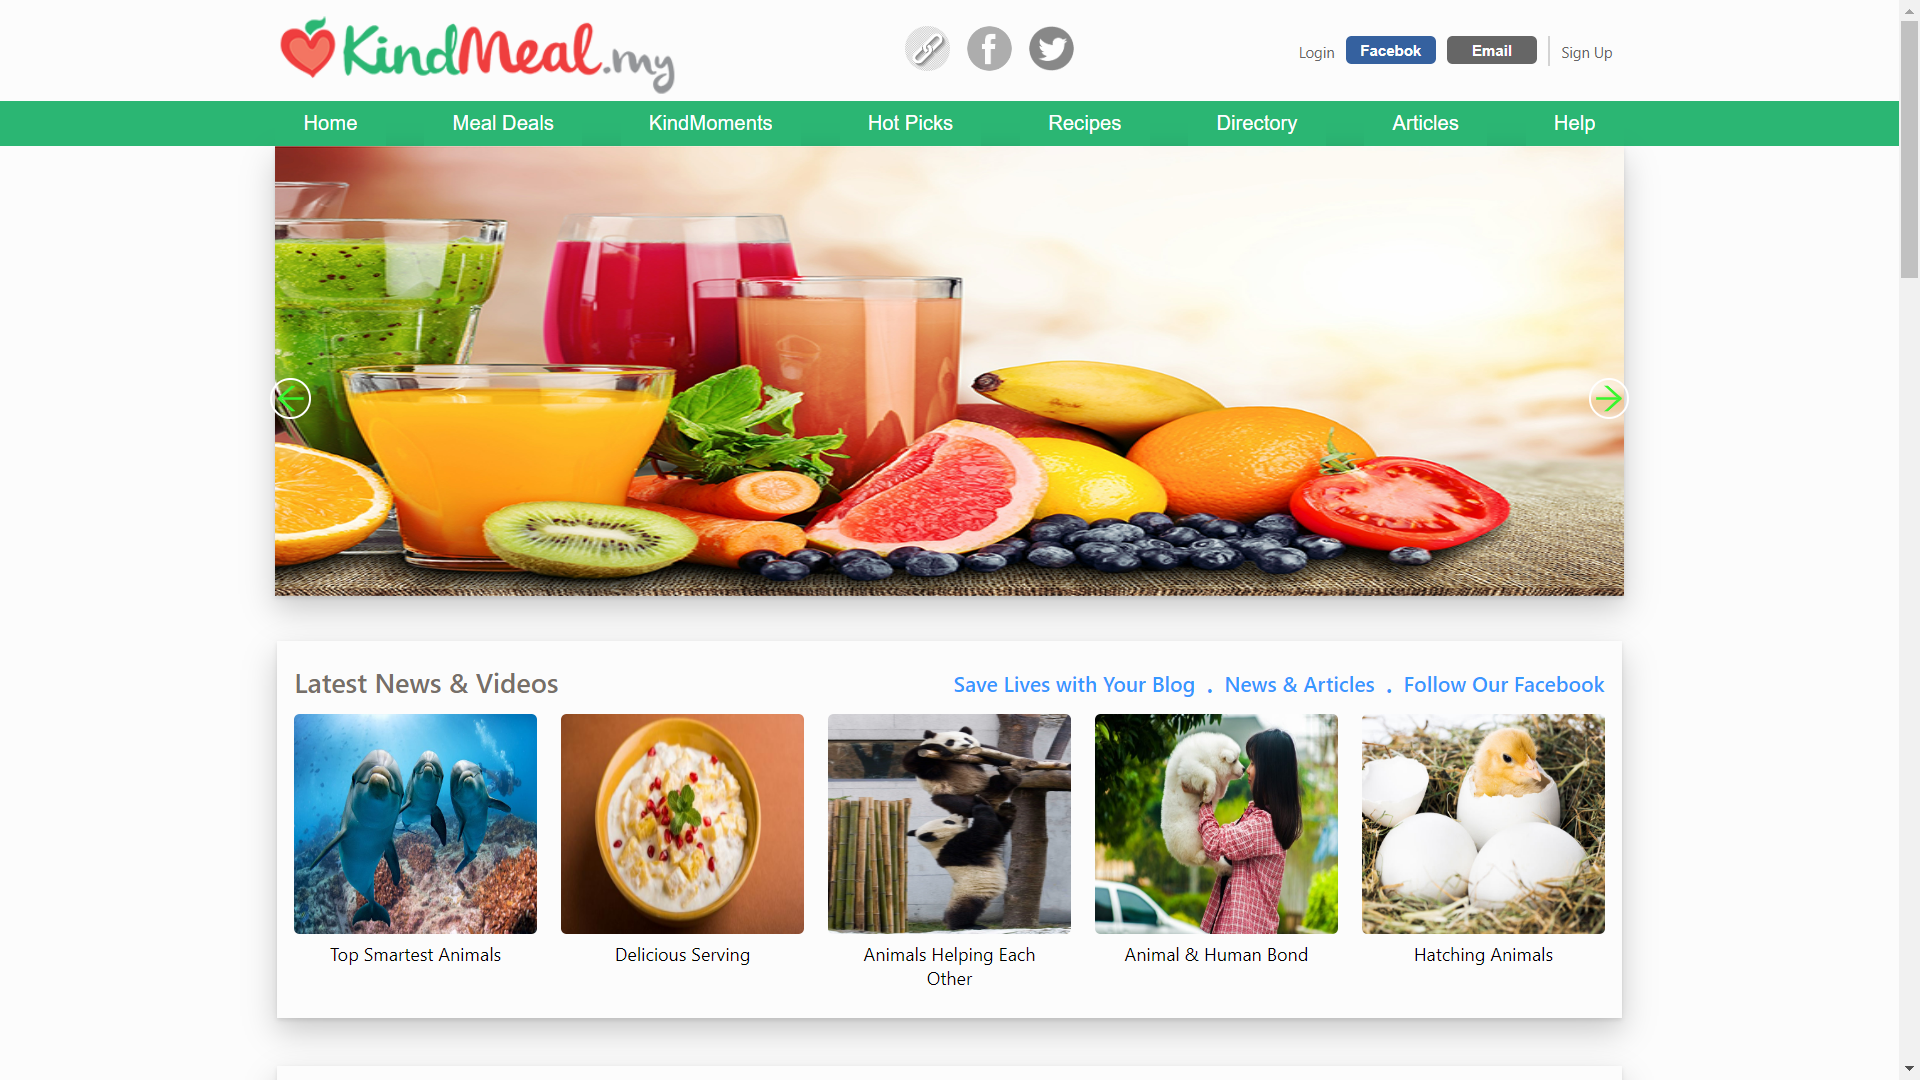 KindMeal.my
Login
Facebok
Email
Sign Up
Home
Meal Deals
KindMoments
Hot Picks
Recipes
Directory
Articles
Help
Latest News & Videos
Save Lives with Your Blog . News & Articles . Follow Our Facebook
Top Smartest Animals
Delicious Serving
Animals Helping Each
Other
Animal & Human Bond
Hatching Animals